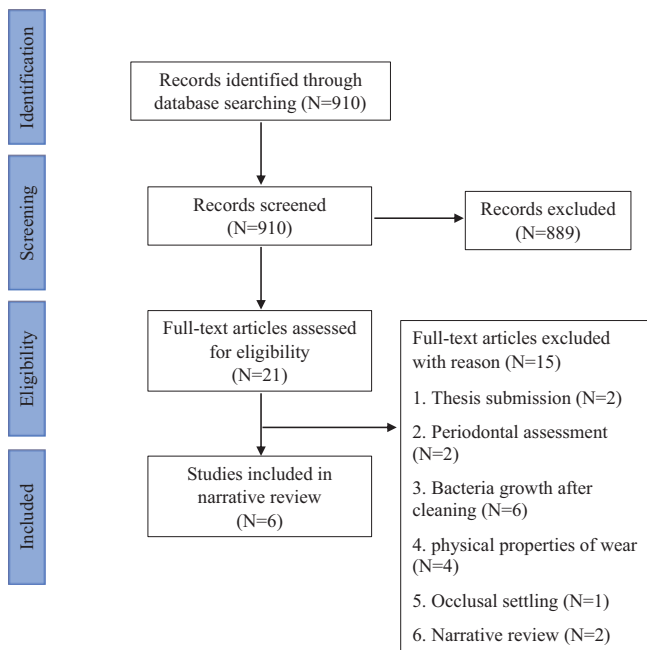 Identification
Records identified through
database searching (N=910)
Screening
Records screened
(N=910)
Records excluded
(N=889)
Eligibility
Full-text articles assessed
for eligibility
(N=21)
Full-text articles excluded
with reason (N=15)
1. Thesis submission (N=2)
2. Periodontal assessment
(N=2)
3. Bacteria growth after
cleaning (N=6)
4. physical properties of wear
(N=4)
5. Occlusal settling (N=1)
6. Narrative review (N=2)
Included
Studies included in
narrative review
(N=6)